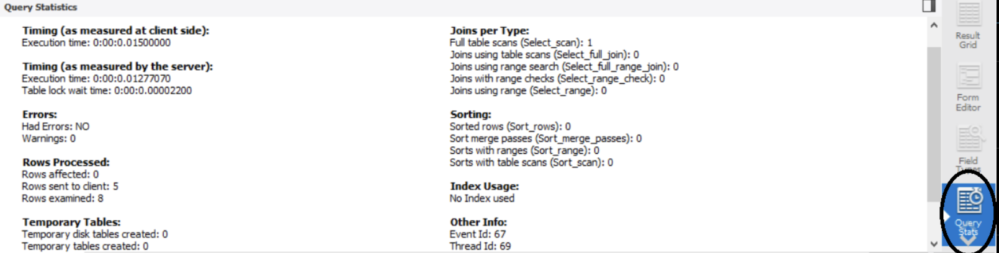 Query Statistics
Timing (as measured at client side):
Execution time: 0:00:0.01500000
Timing (as measured by the server):
Execution time: 0:00:0.01277070
Table lock wait time: 0:00:0.00002200
Errors:
Had Errors: NO
Warnings: 0
Rows Processed:
Rows affected: 0
Rows sent to client: 5
Rows examined: 8
Temporary Tables:
Temporary disk tables created: 0
Temporary tables created: 0
Joins per Type:
Full table scans (Select_scan): 1
Joins using table scans (Select_full_join): 0
Joins using range search (Select_full_range_join): 0
Joins with range checks (Select_range_check): 0
Joins using range (Select_range): 0
Sorting:
Sorted rows (Sort_rows): 0
Sort merge passes (Sort_merge_passes): 0
Sorts with ranges (Sort_range): 0
Sorts with table scans (Sort_scan): 0
Index Usage:
No Index used
Other Info:
Event Id: 67
Thread Id: 69
Result
Grid
Form
Editor
Field
Types
Query
Stats